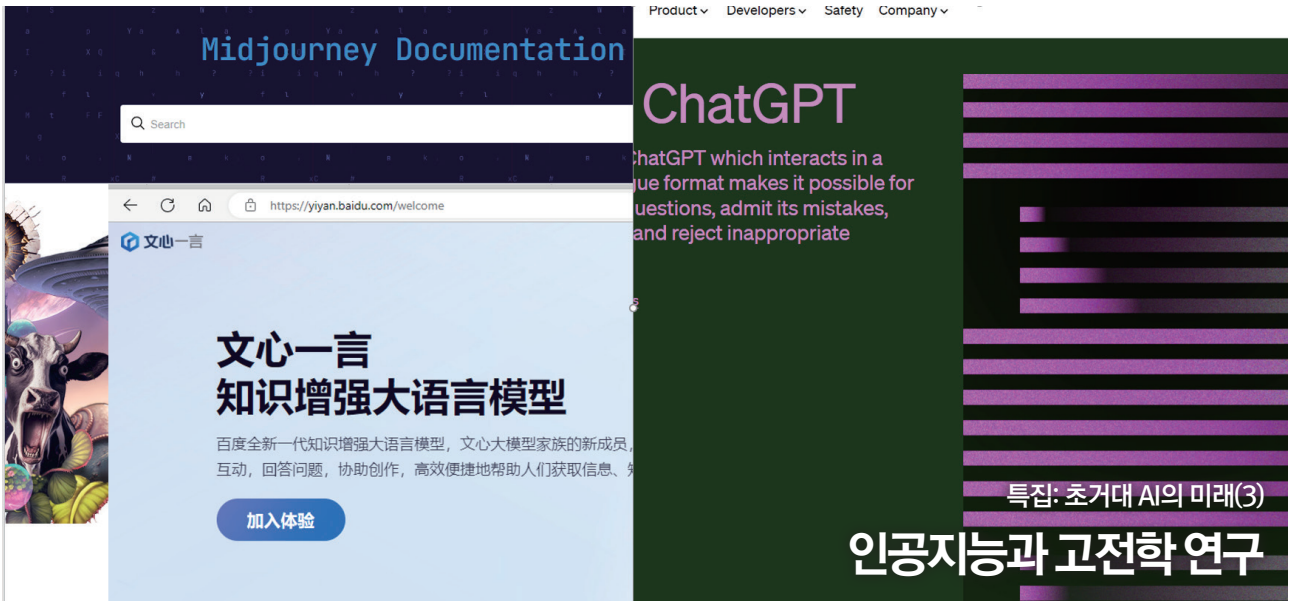 Midjourney Documentation
Search
https://yiyan.baidu.com/welcome
文心一言
文心一言
知识增强大语言模型
百度全新一代知识增强大语言模型，文心大模型家族的新成员，
互动，回答问题，协助创作，高效便捷地帮助人们获取信息、
加入体验
Product Developers Safety Company
ChatGPT
ChatGPT which interacts in a
gue format makes it possible for
uestions, admit its mistakes,
and reject inappropriate
특집: 초거대 AI의 미래(3)
인공지능과 고전학 연구